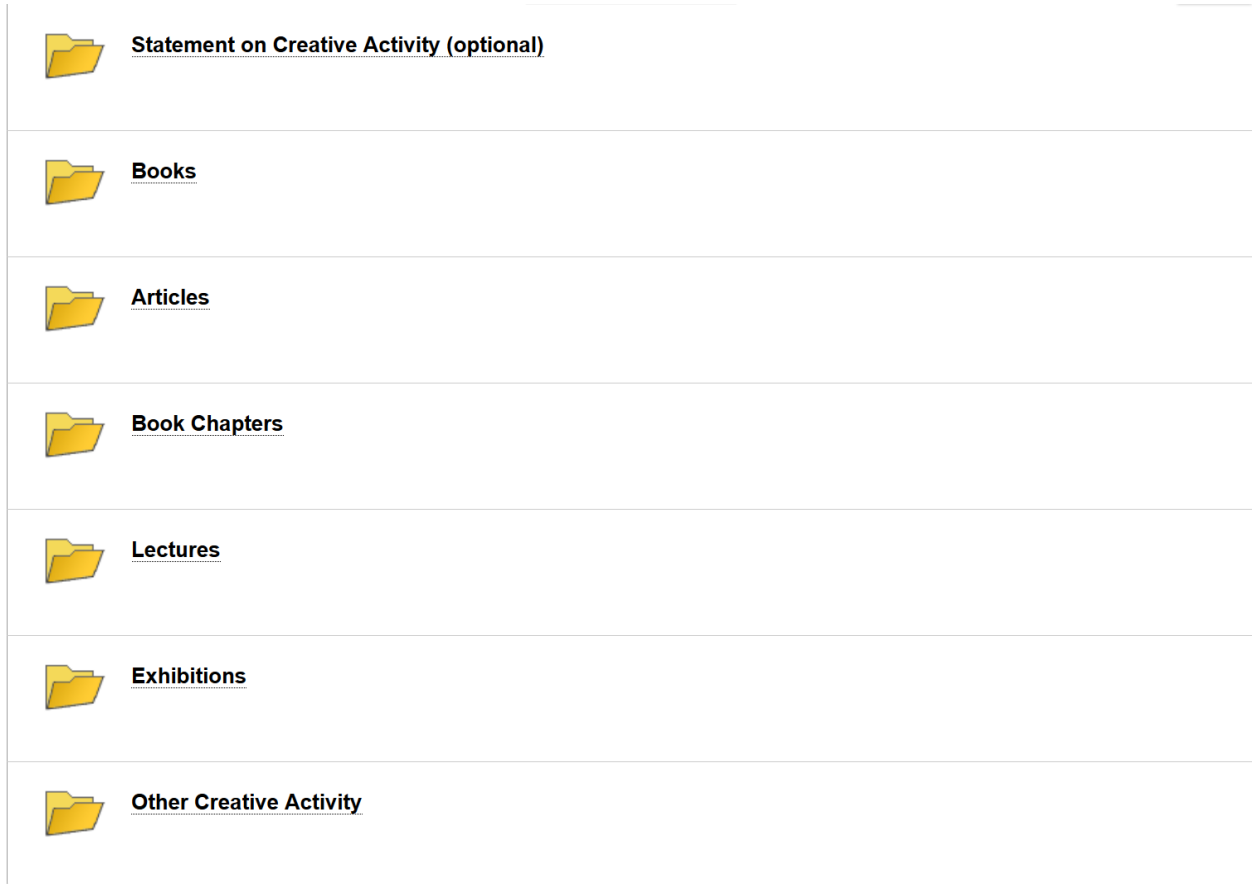 Statement on Creative Activity (optional)
Books
Articles
Book Chapters
Lectures
Exhibitions
Other Creative Activity